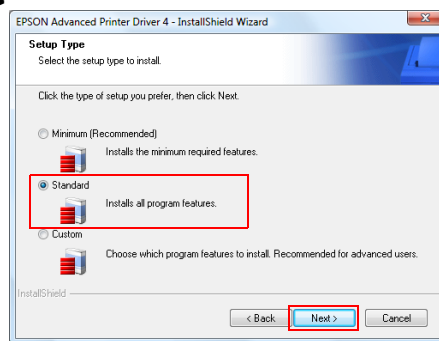 EPSON Advanced Printer Driver 4 - InstallShield Wizard
Setup Type
Select the setup type to install.
Click the type of setup you prefer, then click Next.
Minimum (Recommended)
Installs the minimum required features.
Standard
Installs all program features.
Custom
Choose which program features to install. Recommended for advanced users.
InstallShield
< Back Next > Cancel